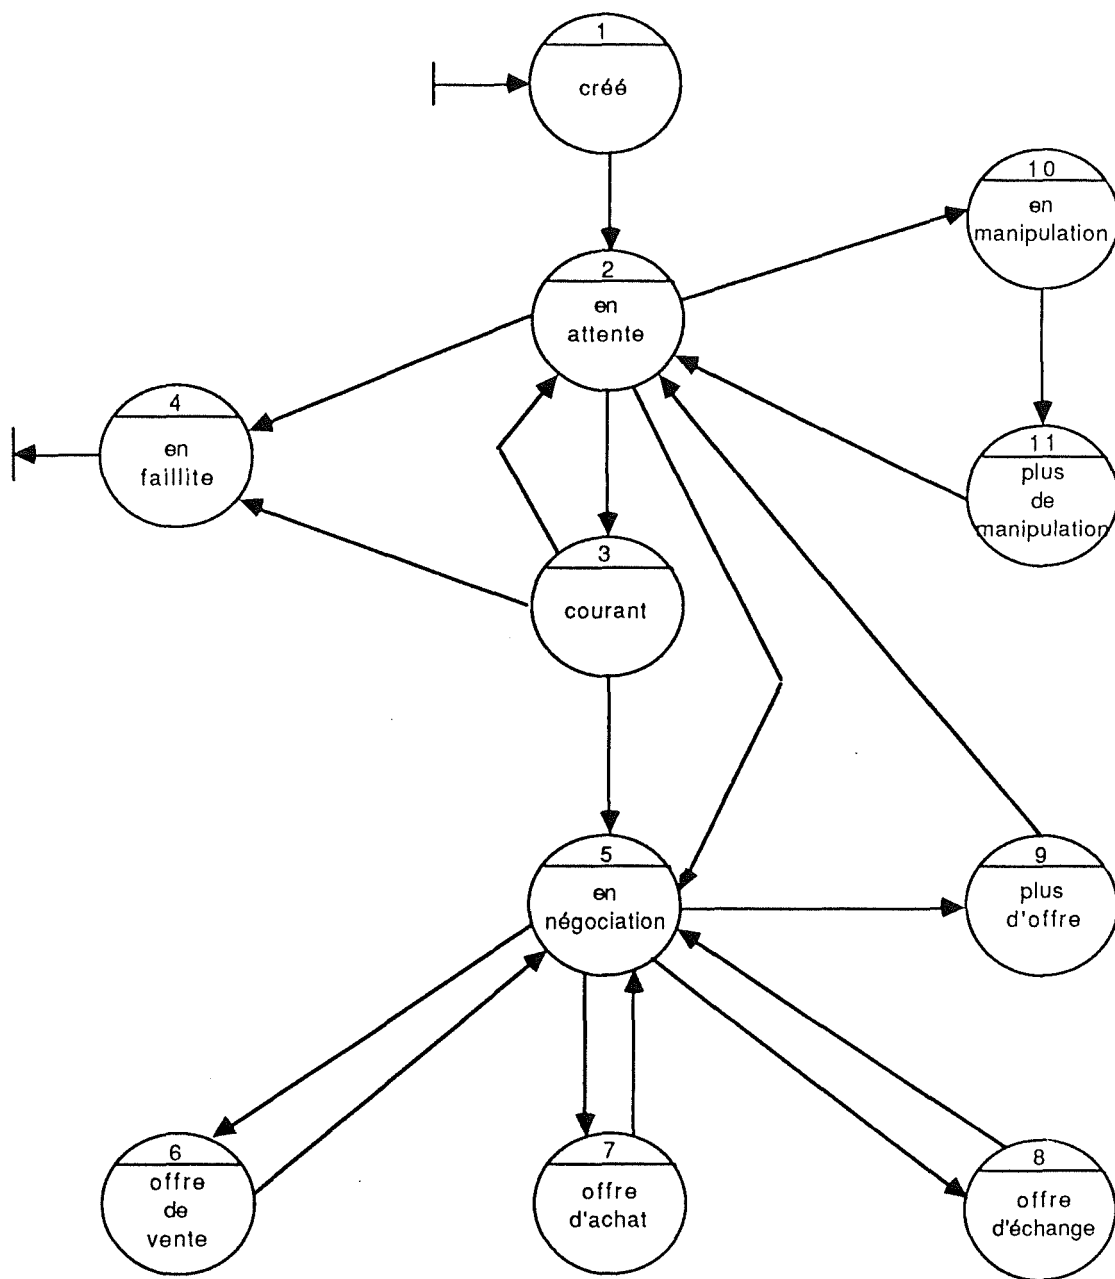 1
créé
10
en
manipulation
2
en
attente
4
en
faillite
11
plus
de
manipulation
3
courant
5
en
négociation
9
plus
d'offre
6
offre
de
vente
7
offre
d'achat
8
offre
d'échange